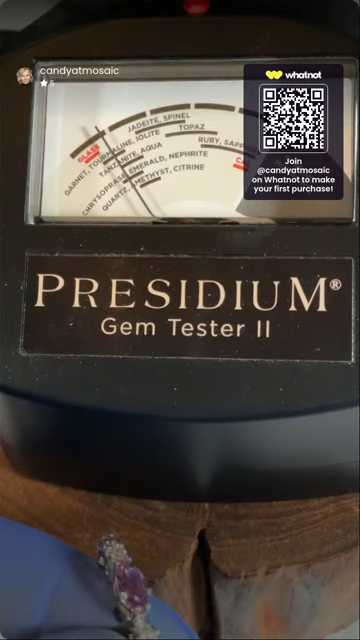 candyatmosaic
★5
whatnot
Join
@candyatmosaic
on Whatnot to make
your first purchase!
JADEITE, SPINEL
TOPAZ
RUBY, SAPP
GLASS
GARNET, TOURMALINE, IOLITE
TANZANITE, AQUA
CHRYSOPRASE EMERALD, NEPHRITE
QUARTZ, AMETHYST, CITRINE
PRESIDIUM®
Gem Tester II